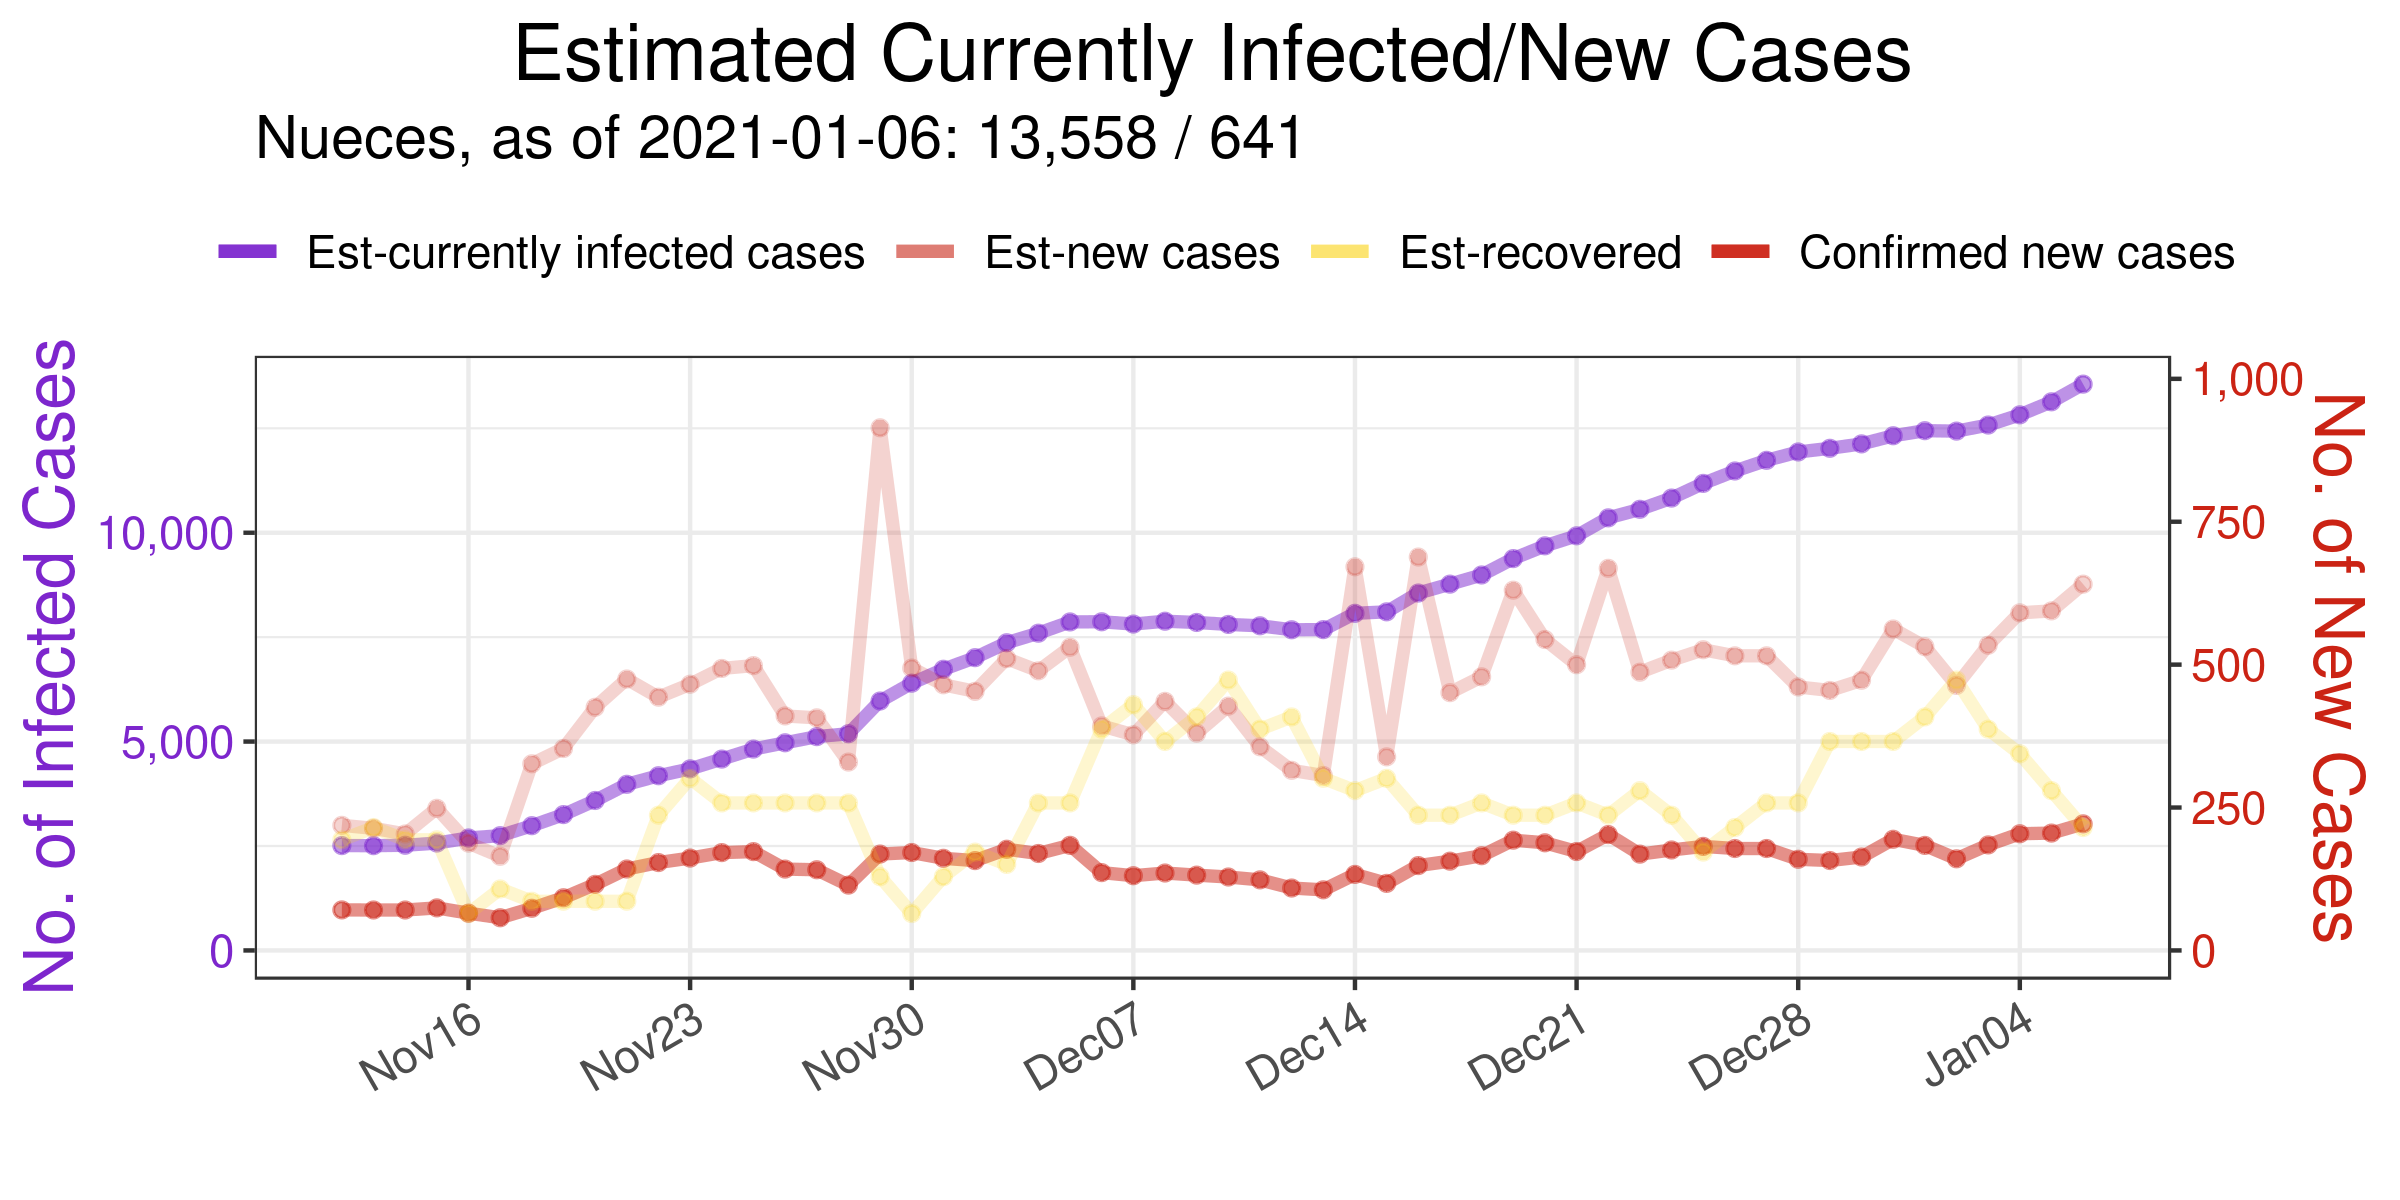 Estimated Currently Infected/New Cases
Nueces, as of 2021-01-06: 13,558 / 641
Est-currently infected cases Est-new cases Est-recovered Confirmed new cases
No. of Infected Cases
10,000
5,000
0
1,000
750
500
250
0
No. of New Cases
Nov16 Nov23 Nov30 Dec07 Dec14 Dec21 Dec28 Jan04